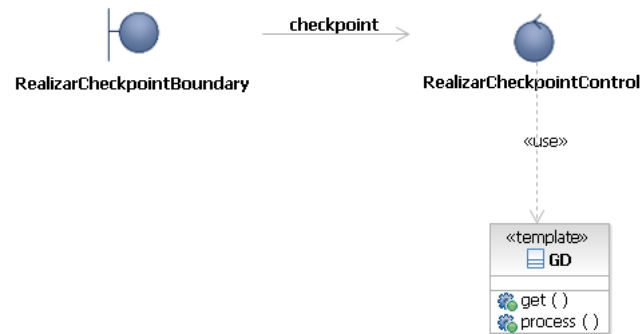 checkpoint
RealizarCheckpointBoundary
RealizarCheckpointControl
«use»
«template»
GD
get ( )
process ( )